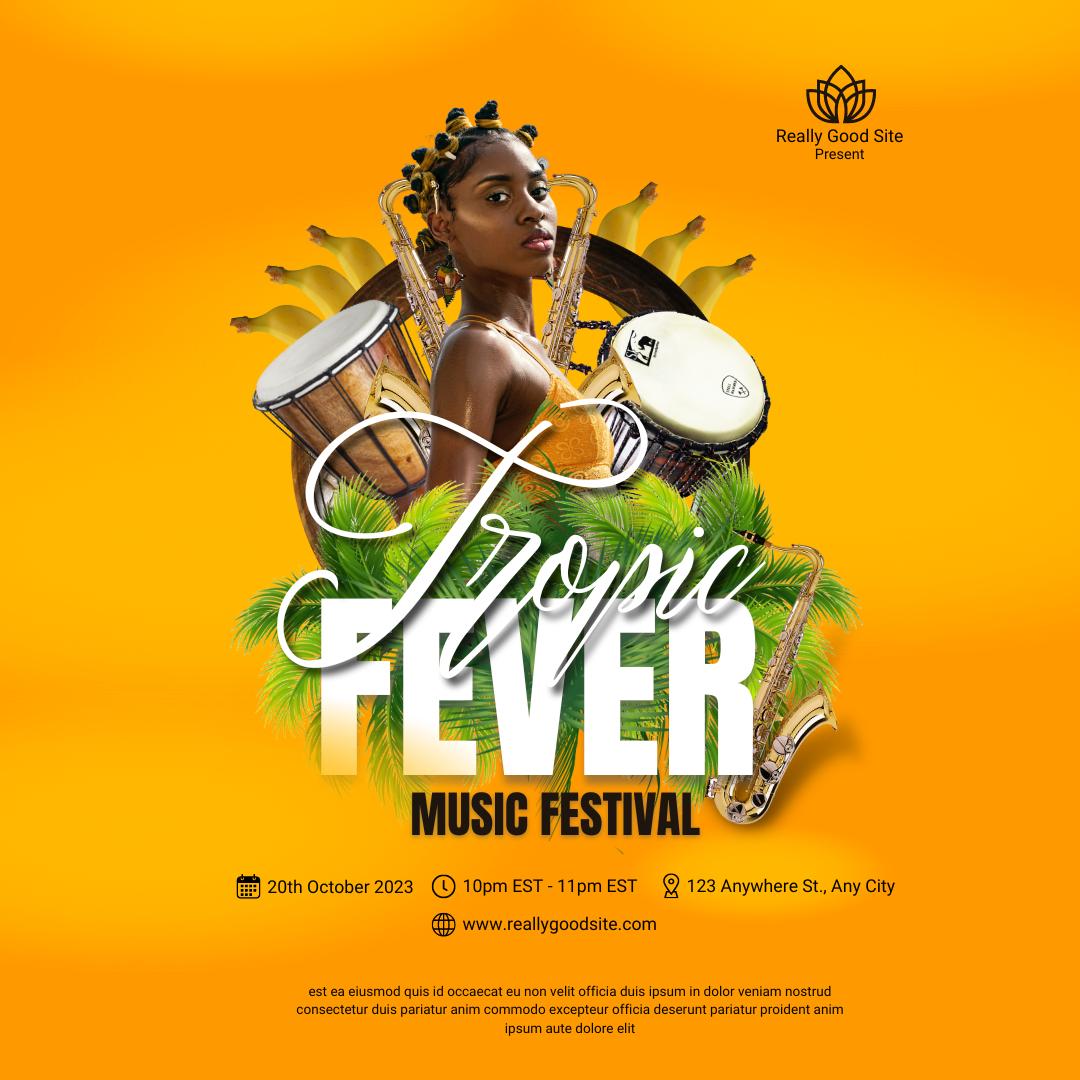 Really Good Site
Present
Tropic
FEVER
MUSIC FESTIVAL
20th October 2023 10pm EST - 11pm EST 123 Anywhere St., Any City
www.reallygoodsite.com
est ea eiusmod quis id occaecat eu non velit officia duis ipsum in dolor veniam nostrud
consectetur duis pariatur anim commodo excepteur officia deserunt pariatur proident anim
ipsum aute dolore elit